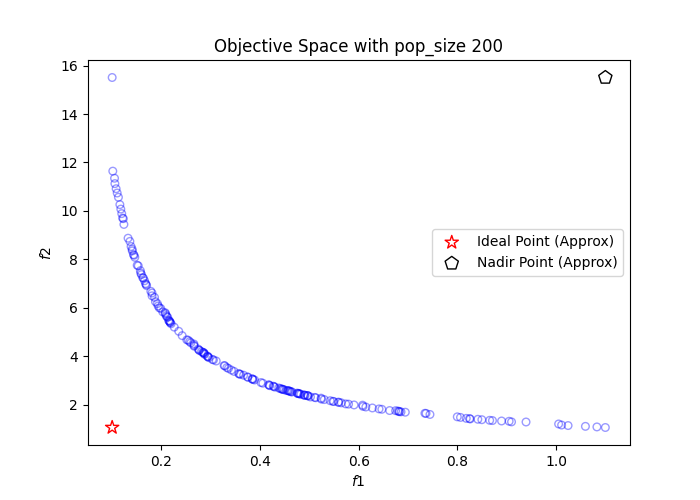 Objective Space with pop_size 200
16
14
12
10
8
6
4
2
f2
Ideal Point (Approx)
Nadir Point (Approx)
0.2 0.4 0.6 0.8 1.0
f1